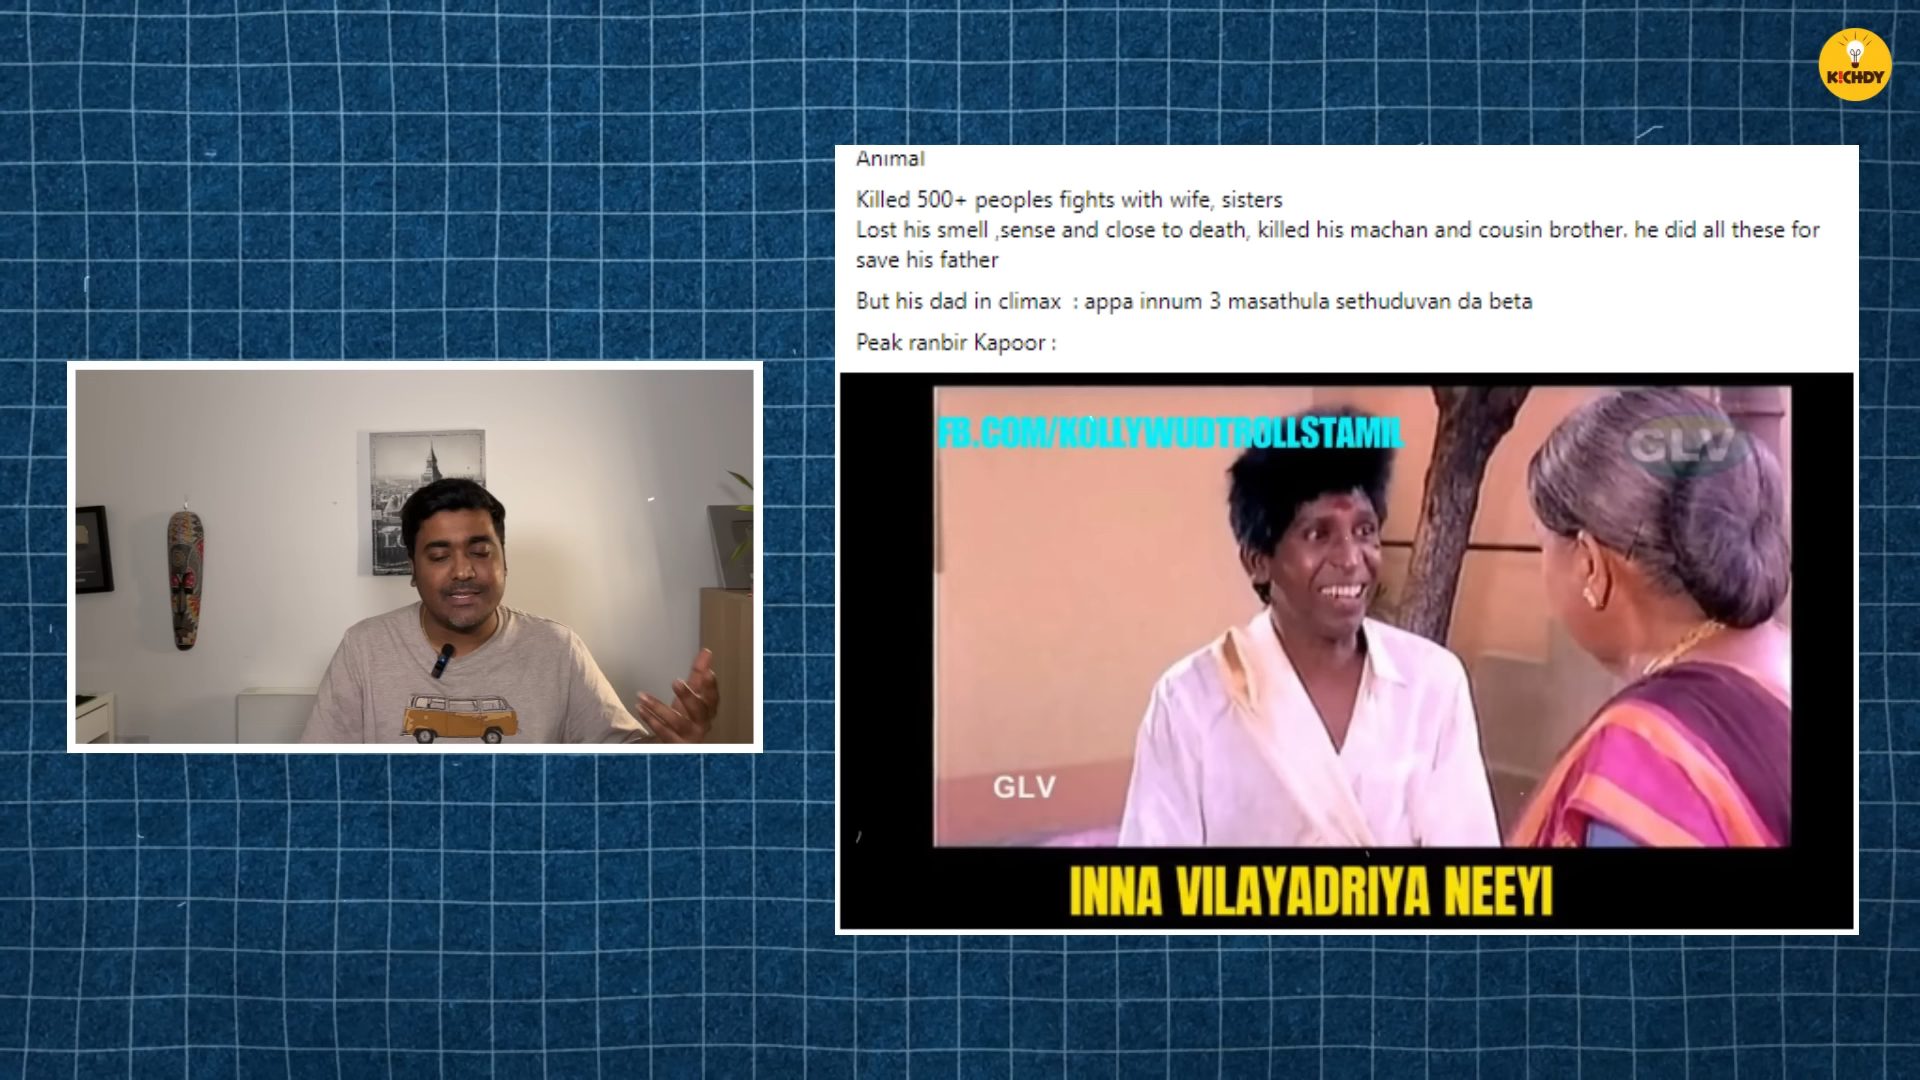 K!CHDY
Animal
Killed 500+ peoples fights with wife, sisters
Lost his smell ,sense and close to death, killed his machan and cousin brother. he did all these for
save his father
But his dad in climax : appa innum 3 masathula sethuduvan da beta
Peak ranbir Kapoor :
FB.COM/KOLLYWUDTROLLSTAMIL
GLV
GLV
INNA VILAYADRIYA NEEYI